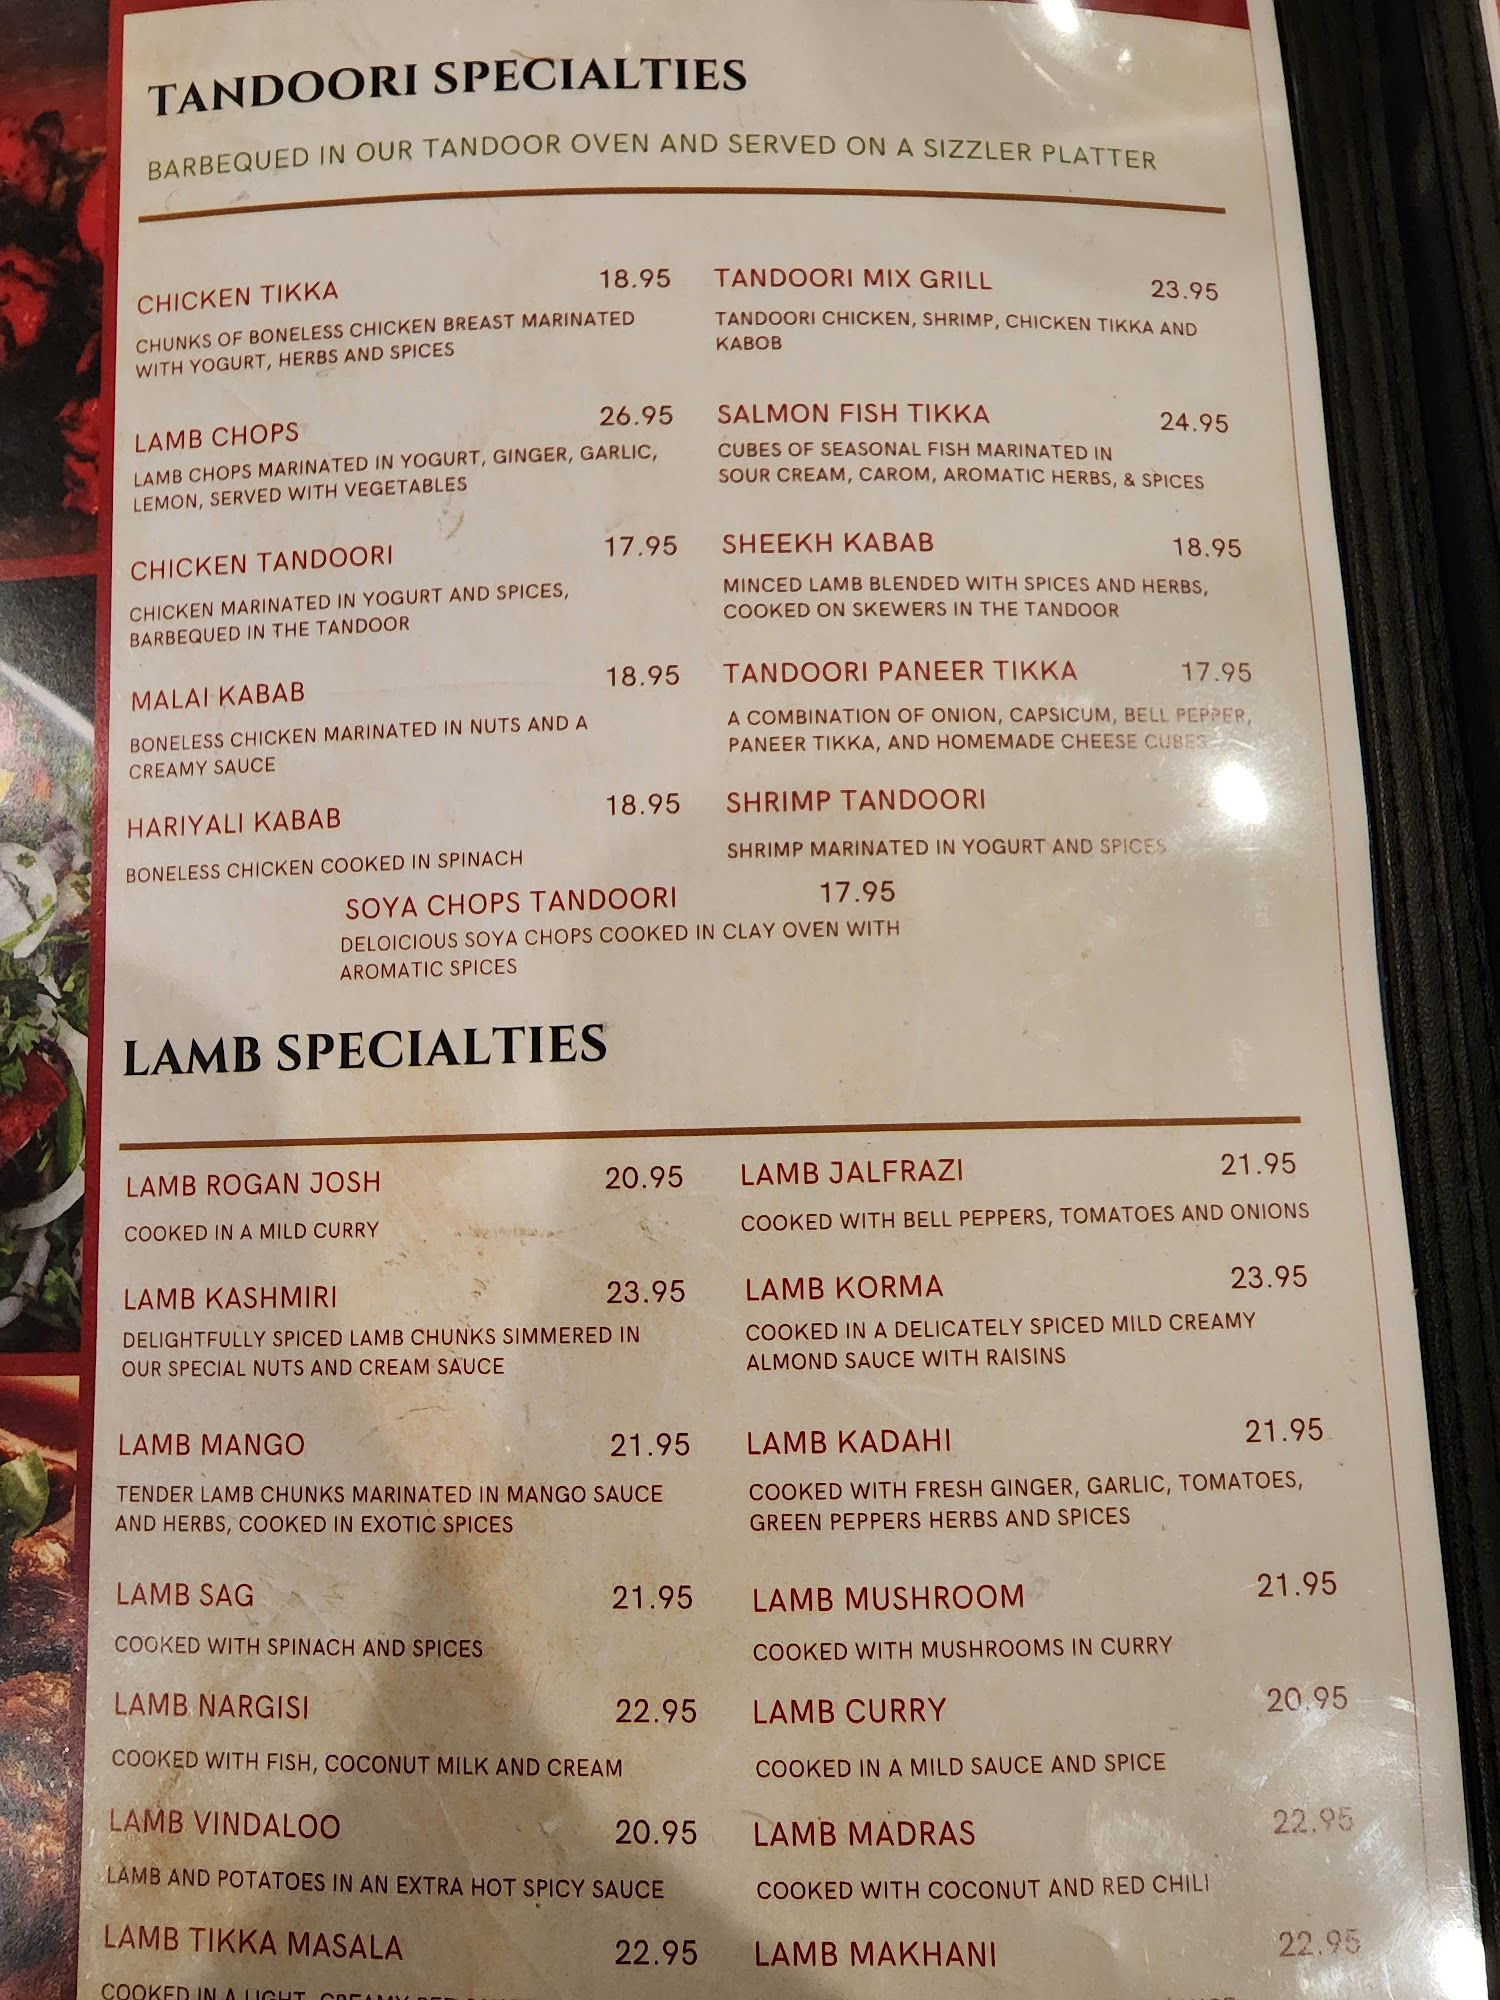 TANDOORI SPECIALTIES
BARBEQUED IN OUR TANDOOR OVEN AND SERVED ON A SIZZLER PLATTER
CHICKEN TIKKA 18.95
CHUNKS OF BONELESS CHICKEN BREAST MARINATED
WITH YOGURT, HERBS AND SPICES
LAMB CHOPS 26.95
LAMB CHOPS MARINATED IN YOGURT, GINGER, GARLIC,
LEMON, SERVED WITH VEGETABLES
CHICKEN TANDOORI 17.95
CHICKEN MARINATED IN YOGURT AND SPICES,
BARBEQUED IN THE TANDOOR
MALAI KABAB 18.95
BONELESS CHICKEN MARINATED IN NUTS AND A
CREAMY SAUCE
HARIYALI KABAB 18.95
BONELESS CHICKEN COOKED IN SPINACH
TANDOORI MIX GRILL 23.95
TANDOORI CHICKEN, SHRIMP, CHICKEN TIKKA AND
KABOB
SALMON FISH TIKKA 24.95
CUBES OF SEASONAL FISH MARINATED IN
SOUR CREAM, CAROM, AROMATIC HERBS, & SPICES
SHEEKH KABAB 18.95
MINCED LAMB BLENDED WITH SPICES AND HERBS,
COOKED ON SKEWERS IN THE TANDOOR
TANDOORI PANEER TIKKA 17.95
A COMBINATION OF ONION, CAPSICUM, BELL PEPPER,
PANEER TIKKA, AND HOMEMADE CHEESE CUBES
SHRIMP TANDOORI
SHRIMP MARINATED IN YOGURT AND SPICES
SOYA CHOPS TANDOORI 17.95
DELOICIOUS SOYA CHOPS COOKED IN CLAY OVEN WITH
AROMATIC SPICES
LAMB SPECIALTIES
LAMB ROGAN JOSH 20.95
COOKED IN A MILD CURRY
LAMB KASHMIRI 23.95
DELIGHTFULLY SPICED LAMB CHUNKS SIMMERED IN
OUR SPECIAL NUTS AND CREAM SAUCE
LAMB MANGO 21.95
TENDER LAMB CHUNKS MARINATED IN MANGO SAUCE
AND HERBS, COOKED IN EXOTIC SPICES
LAMB SAG 21.95
COOKED WITH SPINACH AND SPICES
LAMB NARGISI 22.95
COOKED WITH FISH, COCONUT MILK AND CREAM
LAMB VINDALOO 20.95
LAMB AND POTATOES IN AN EXTRA HOT SPICY SAUCE
LAMB TIKKA MASALA 22.95
COOKED IN A LIGHT, CREAMY
LAMB JALFRAZI 21.95
COOKED WITH BELL PEPPERS, TOMATOES AND ONIONS
LAMB KORMA 23.95
COOKED IN A DELICATELY SPICED MILD CREAMY
ALMOND SAUCE WITH RAISINS
LAMB KADAHI 21.95
COOKED WITH FRESH GINGER, GARLIC, TOMATOES,
GREEN PEPPERS HERBS AND SPICES
LAMB MUSHROOM 21.95
COOKED WITH MUSHROOMS IN CURRY
LAMB CURRY 20.95
COOKED IN A MILD SAUCE AND SPICE
LAMB MADRAS 22.95
COOKED WITH COCONUT AND RED CHILI
LAMB MAKHANI 22.95